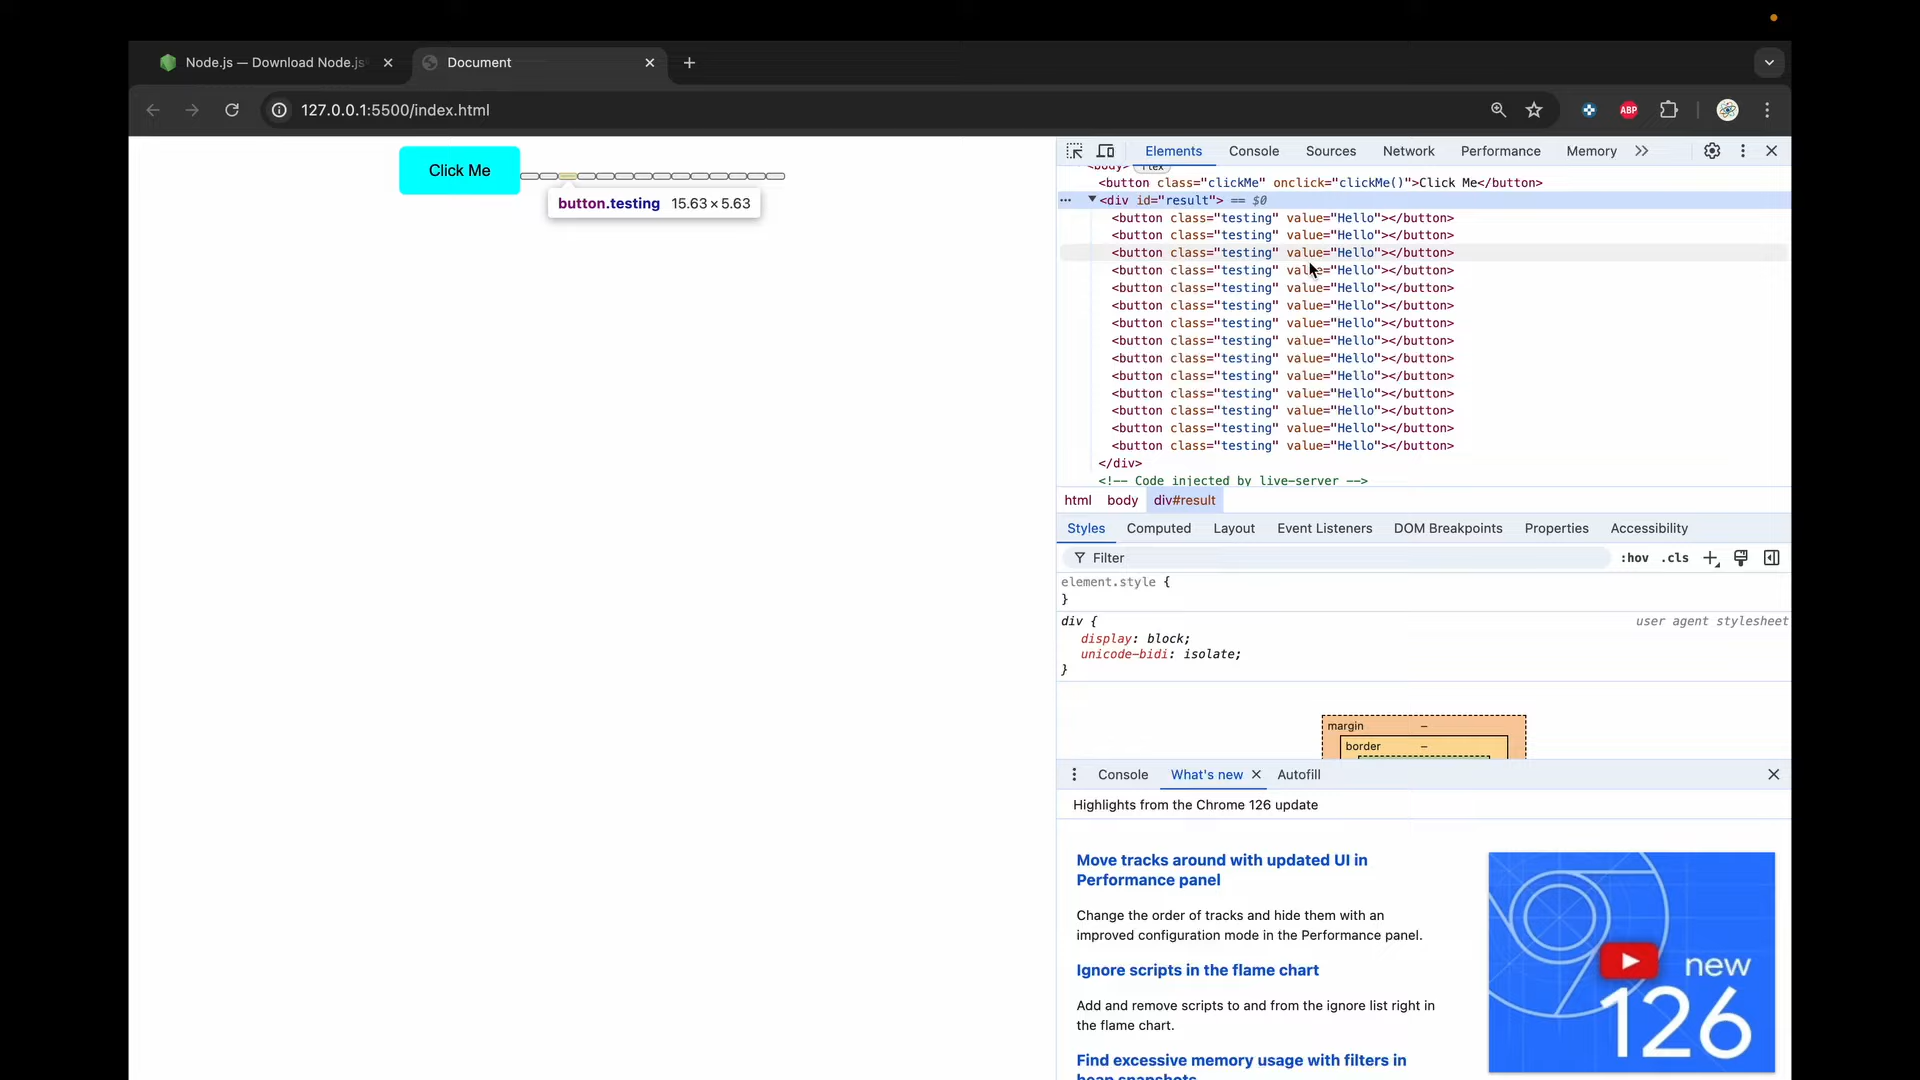 Node.js — Download Node.js
Document
127.0.0.1:5500/index.html
ABP
Click Me
button.testing 15.63 × 5.63
Elements Console Sources Network Performance Memory
<body> flex
<button class="clickMe" onclick="clickMe()">Click Me</button>
<div id="result"> == $0
<button class="testing" value="Hello"></button>
<button class="testing" value="Hello"></button>
<button class="testing" value="Hello"></button>
<button class="testing" value="Hello"></button>
<button class="testing" value="Hello"></button>
<button class="testing" value="Hello"></button>
<button class="testing" value="Hello"></button>
<button class="testing" value="Hello"></button>
<button class="testing" value="Hello"></button>
<button class="testing" value="Hello"></button>
<button class="testing" value="Hello"></button>
<button class="testing" value="Hello"></button>
<button class="testing" value="Hello"></button>
<button class="testing" value="Hello"></button>
</div>
<!-- Code injected by live-server -->
html body div#result
Styles Computed Layout Event Listeners DOM Breakpoints Properties Accessibility
Filter :hov .cls
element.style {
}
div { user agent stylesheet
display: block;
unicode-bidi: isolate;
}
margin –
border –
Console What's new Autofill
Highlights from the Chrome 126 update
Move tracks around with updated UI in
Performance panel
Change the order of tracks and hide them with an
improved configuration mode in the Performance panel.
Ignore scripts in the flame chart
Add and remove scripts to and from the ignore list right in
the flame chart.
Find excessive memory usage with filters in
heap snapshots
new
126